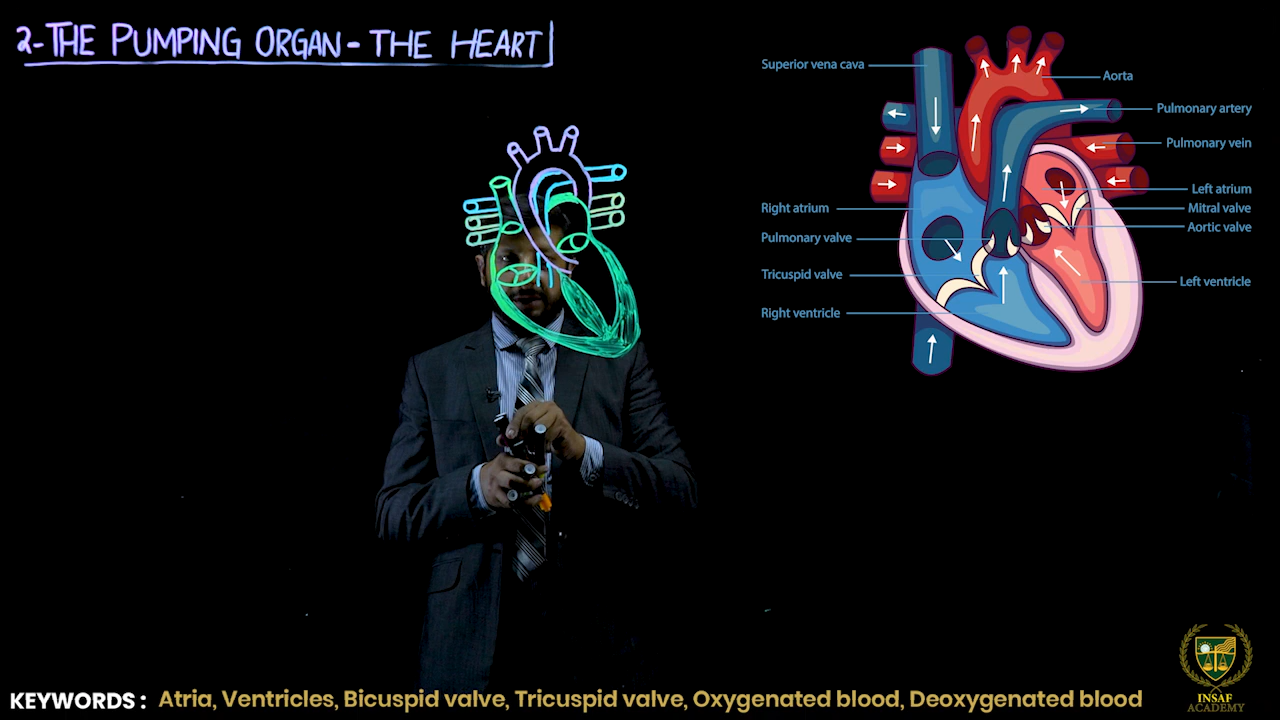 2-THE PUMPING ORGAN-THE HEART
Superior vena cava
Aorta
Pulmonary artery
Pulmonary vein
Left atrium
Right atrium
Mitral valve
Aortic valve
Pulmonary valve
Tricuspid valve
Left ventricle
Right ventricle
KEYWORDS : Atria, Ventricles, Bicuspid valve, Tricuspid valve, Oxygenated blood, Deoxygenated blood
INSAF
ACADEMY